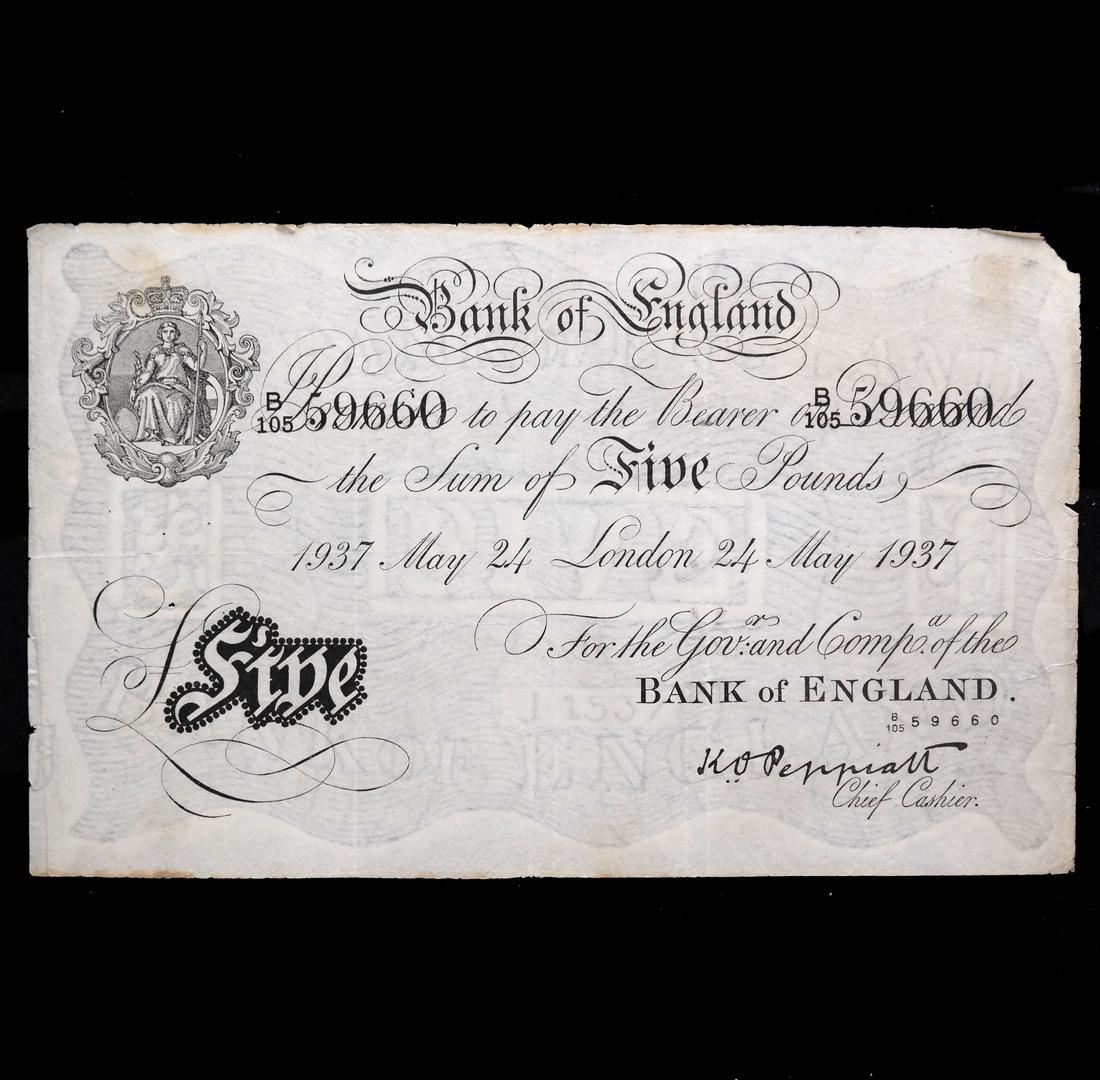 Bank of England
B/105 59660 I Promise to pay the Bearer on Demand B/105 59660
the Sum of Five Pounds
1937 May 24 London 24 May 1937
For the Govr. and Compa. of the
BANK of ENGLAND.
B/105 59660
£Five
K.O. Peppiatt
Chief Cashier.